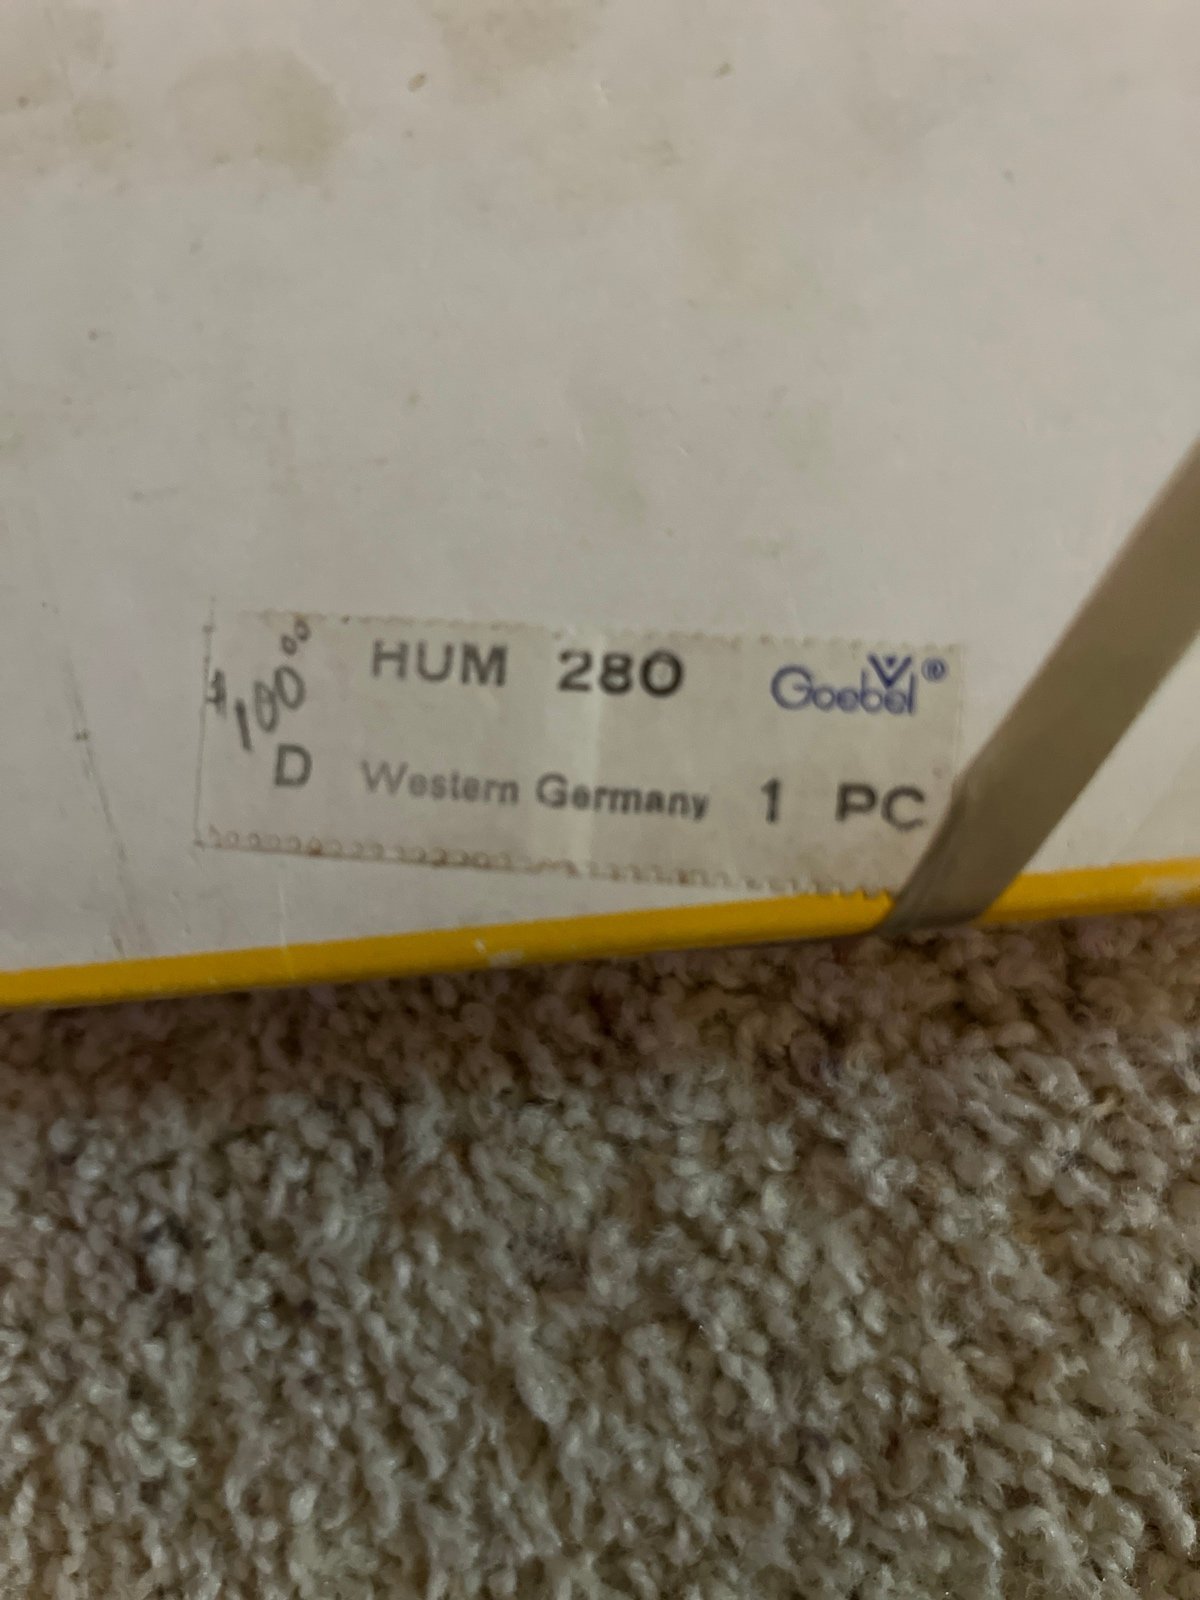 $100.00
HUM 280 Goebel®
D Western Germany 1 PC